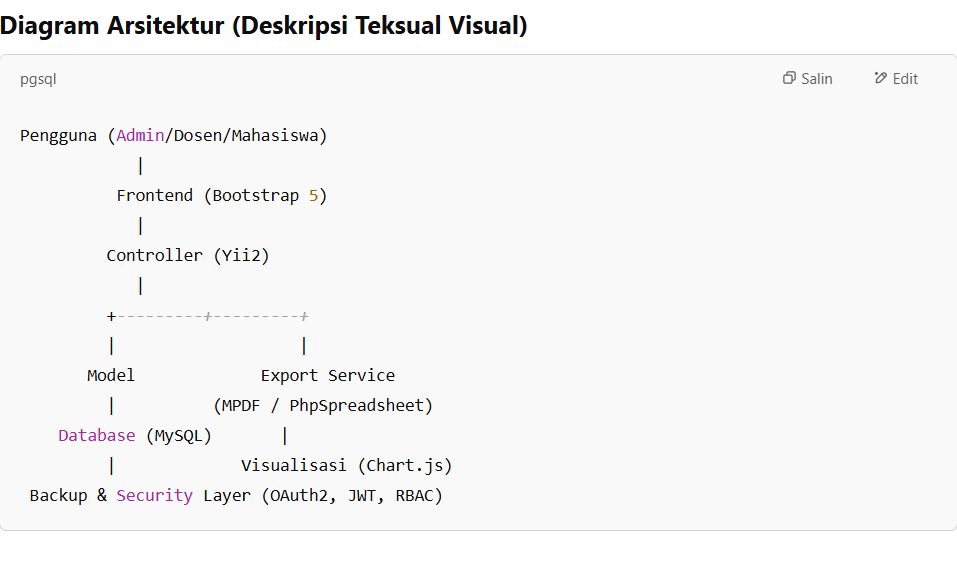 Diagram Arsitektur (Deskripsi Teksual Visual)
pgsql
Salin
Edit
Pengguna (Admin/Dosen/Mahasiswa)
            |
          Frontend (Bootstrap 5)
            |
         Controller (Yii2)
            |
         +---------+---------+
         |                   |
       Model             Export Service
         |          (MPDF / PhpSpreadsheet)
    Database (MySQL)       |
         |             Visualisasi (Chart.js)
 Backup & Security Layer (OAuth2, JWT, RBAC)